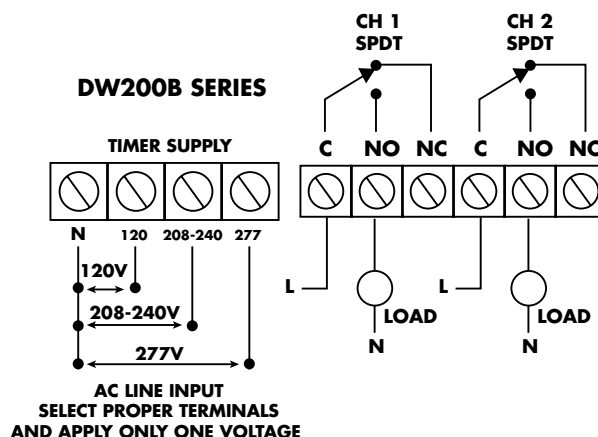 CH 1
SPDT
CH 2
SPDT
DW200B SERIES
TIMER SUPPLY
C NO NC C NO NC
N 120 208-240 277
120V
208-240V
277V
L
LOAD
N
L
LOAD
N
AC LINE INPUT
SELECT PROPER TERMINALS
AND APPLY ONLY ONE VOLTAGE